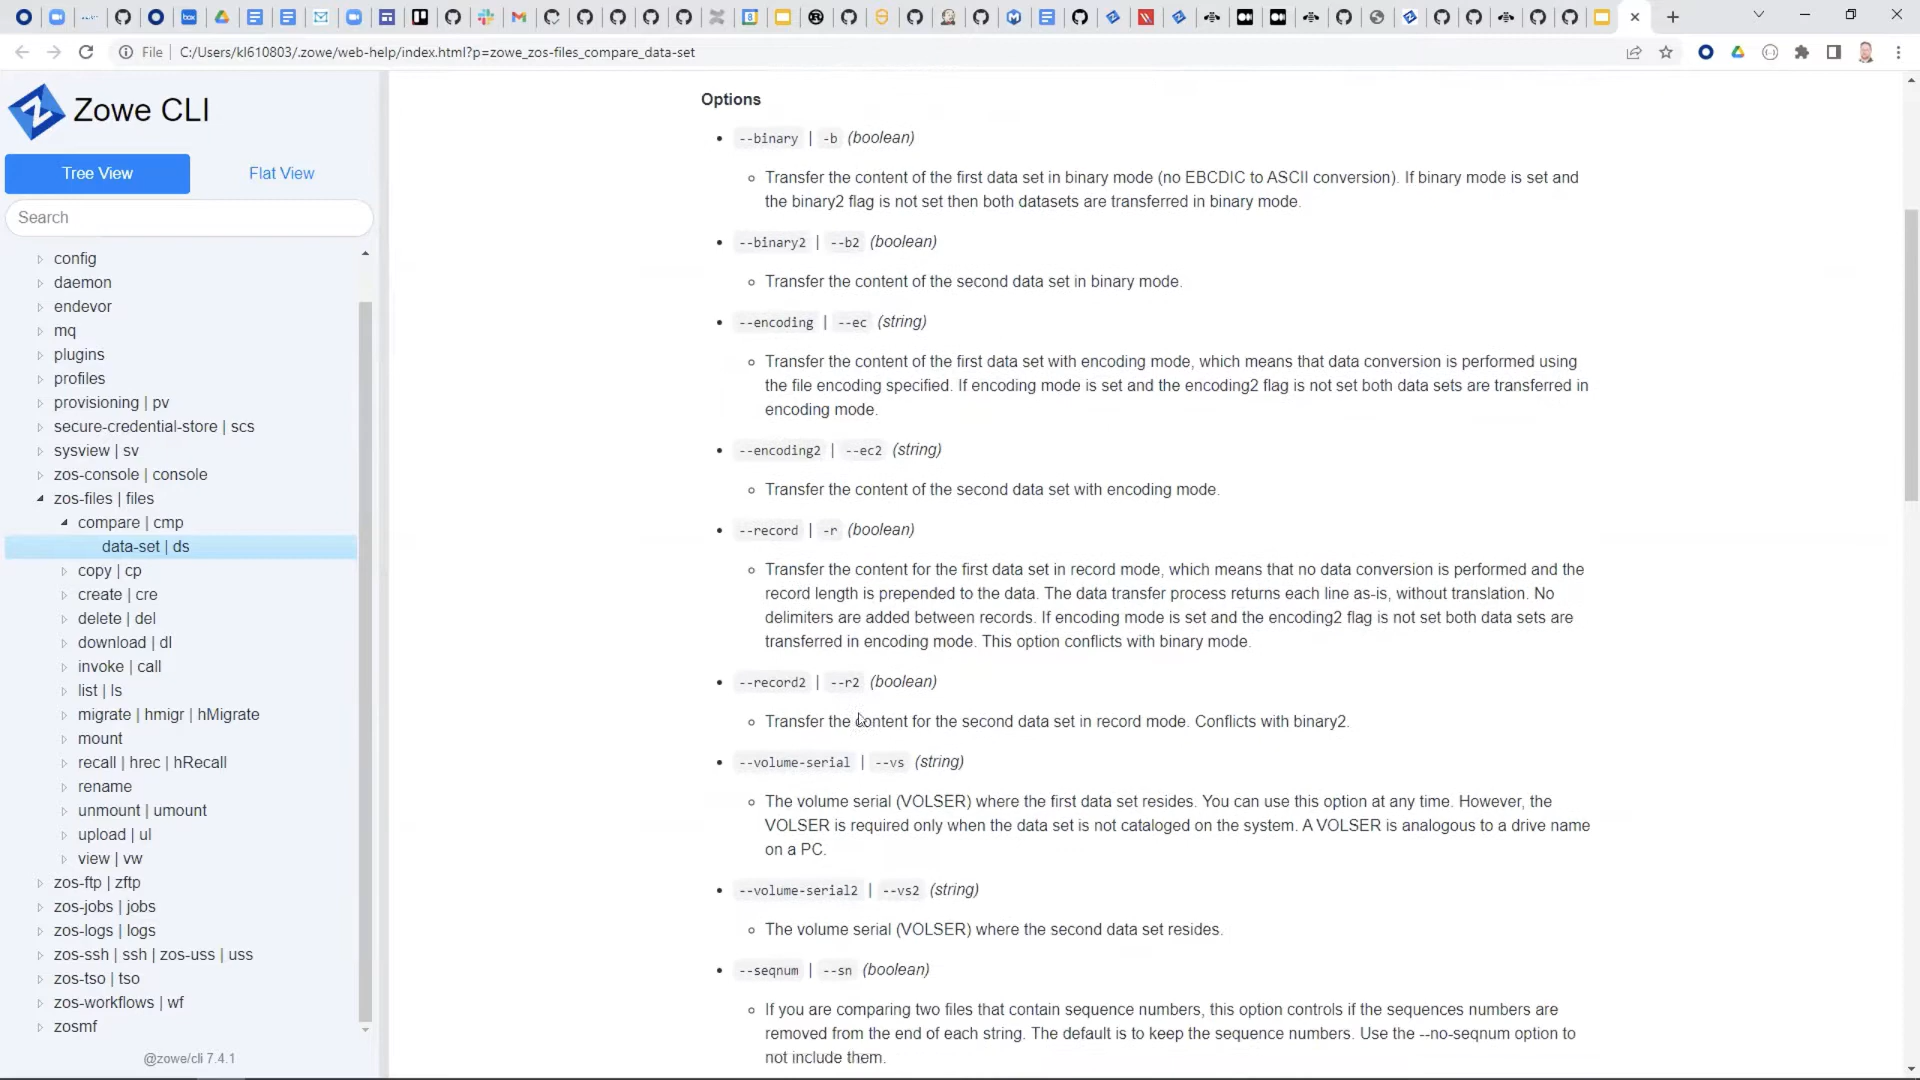 File
C:/Users/kl610803/.zowe/web-help/index.html?p=zowe_zos-files_compare_data-set
Zowe CLI
Tree View
Flat View
Search
config
daemon
endevor
mq
plugins
profiles
provisioning | pv
secure-credential-store | scs
sysview | sv
zos-console | console
zos-files | files
compare | cmp
data-set | ds
copy | cp
create | cre
delete | del
download | dl
invoke | call
list | ls
migrate | hmigr | hMigrate
mount
recall | hrec | hRecall
rename
unmount | umount
upload | ul
view | vw
zos-ftp | zftp
zos-jobs | jobs
zos-logs | logs
zos-ssh | ssh | zos-uss | uss
zos-tso | tso
zos-workflows | wf
zosmf
@zowe/cli 7.4.1
Options
--binary | -b (boolean)
Transfer the content of the first data set in binary mode (no EBCDIC to ASCII conversion). If binary mode is set and
the binary2 flag is not set then both datasets are transferred in binary mode.
--binary2 | --b2 (boolean)
Transfer the content of the second data set in binary mode.
--encoding | --ec (string)
Transfer the content of the first data set with encoding mode, which means that data conversion is performed using
the file encoding specified. If encoding mode is set and the encoding2 flag is not set both data sets are transferred in
encoding mode.
--encoding2 | --ec2 (string)
Transfer the content of the second data set with encoding mode.
--record | -r (boolean)
Transfer the content for the first data set in record mode, which means that no data conversion is performed and the
record length is prepended to the data. The data transfer process returns each line as-is, without translation. No
delimiters are added between records. If encoding mode is set and the encoding2 flag is not set both data sets are
transferred in encoding mode. This option conflicts with binary mode.
--record2 | --r2 (boolean)
Transfer the content for the second data set in record mode. Conflicts with binary2.
--volume-serial | --vs (string)
The volume serial (VOLSER) where the first data set resides. You can use this option at any time. However, the
VOLSER is required only when the data set is not cataloged on the system. A VOLSER is analogous to a drive name
on a PC.
--volume-serial2 | --vs2 (string)
The volume serial (VOLSER) where the second data set resides.
--seqnum | --sn (boolean)
If you are comparing two files that contain sequence numbers, this option controls if the sequences numbers are
removed from the end of each string. The default is to keep the sequence numbers. Use the --no-seqnum option to
not include them.